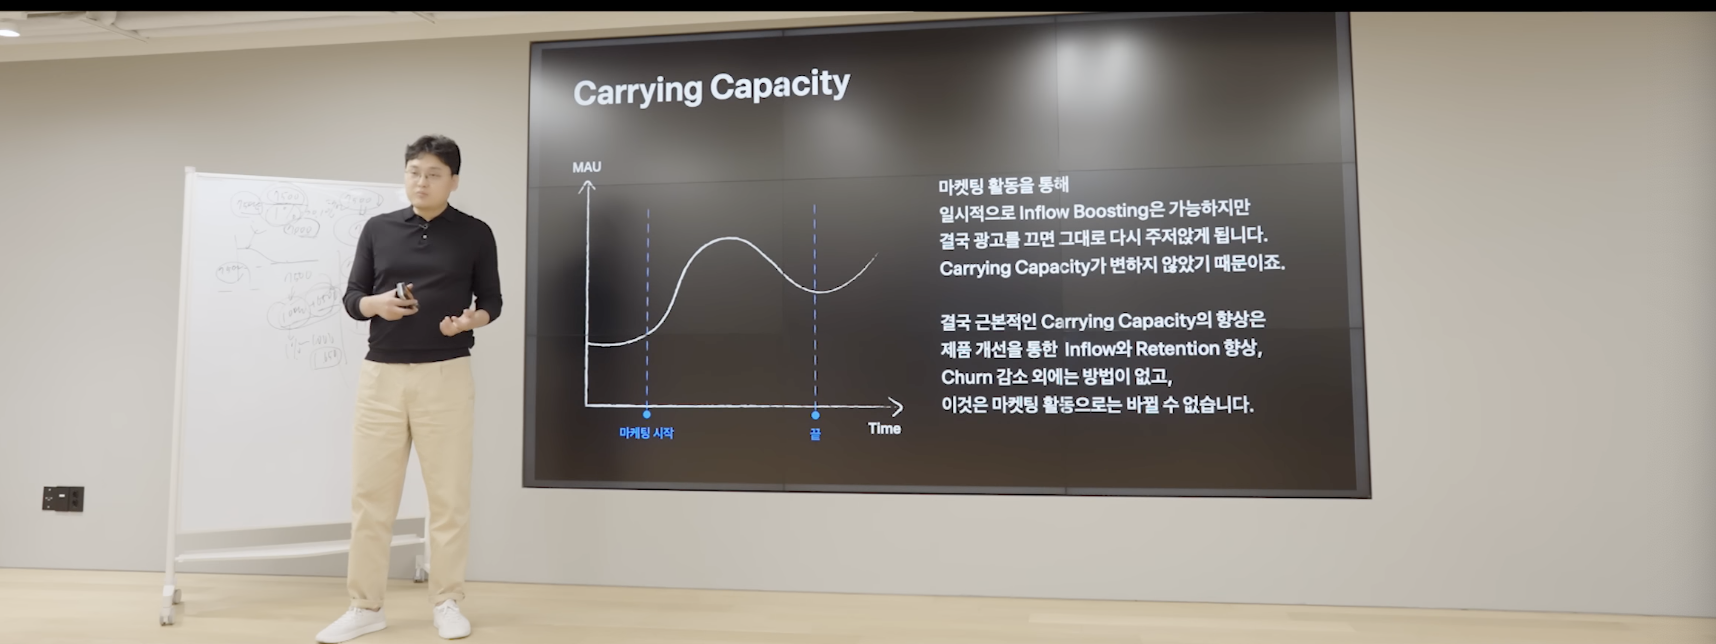 Carrying Capacity
MAU
마케팅 시작
끝
Time
마켓팅 활동을 통해
일시적으로 Inflow Boosting은 가능하지만
결국 광고를 끄면 그대로 다시 주저앉게 됩니다.
Carrying Capacity가 변하지 않았기 때문이죠.
결국 근본적인 Carrying Capacity의 향상은
제품 개선을 통한 Inflow와 Retention 향상,
Churn 감소 외에는 방법이 없고,
이것은 마켓팅 활동으로는 바뀔 수 없습니다.